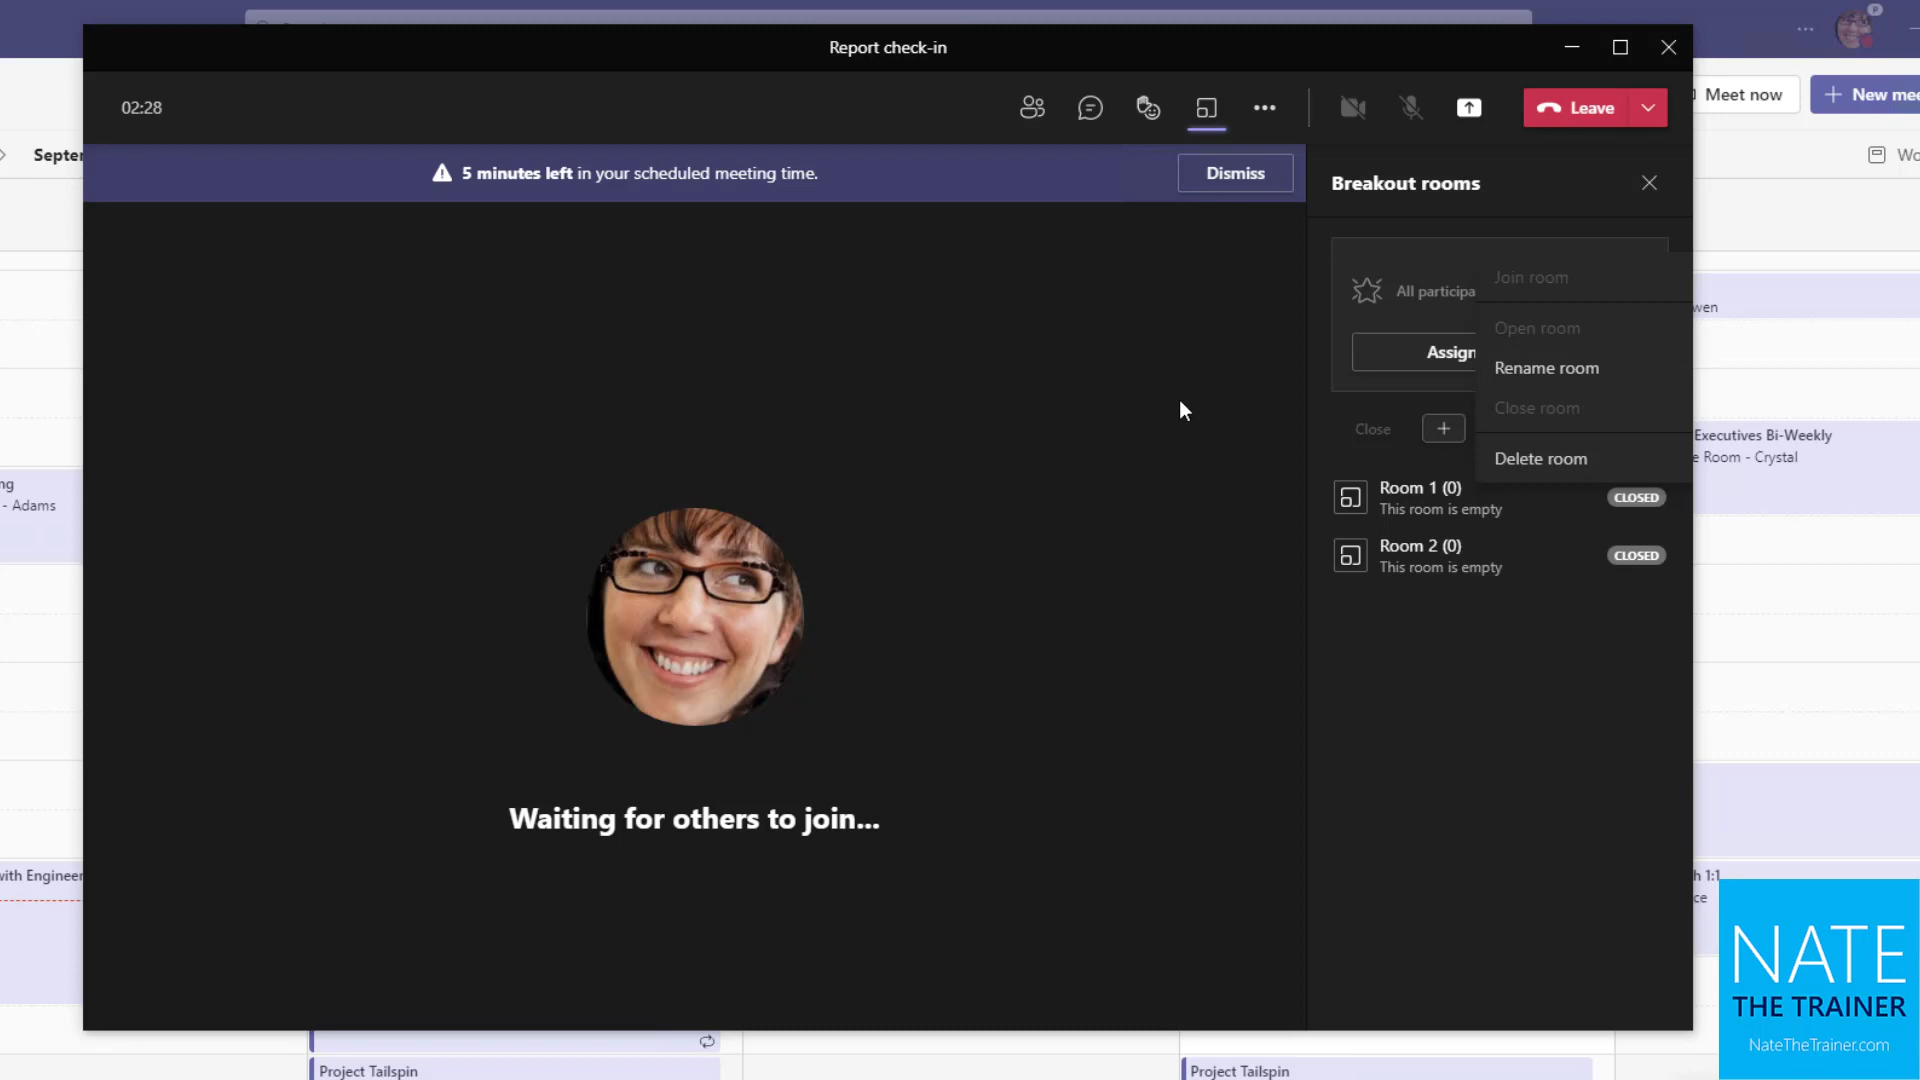 Report check-in
02:28
Leave
Meet now
New mee
Septer
5 minutes left in your scheduled meeting time.
Dismiss
Breakout rooms
Wo
All participa
Assign
Join room
Open room
Rename room
Close room
Delete room
Close
Room 1 (0)
This room is empty
CLOSED
Room 2 (0)
This room is empty
CLOSED
wen
Executives Bi-Weekly
e Room - Crystal
ng
- Adams
Waiting for others to join...
with Engineer
h 1:1
ce
Project Tailspin
Project Tailspin
NATE
THE TRAINER
NateTheTrainer.com